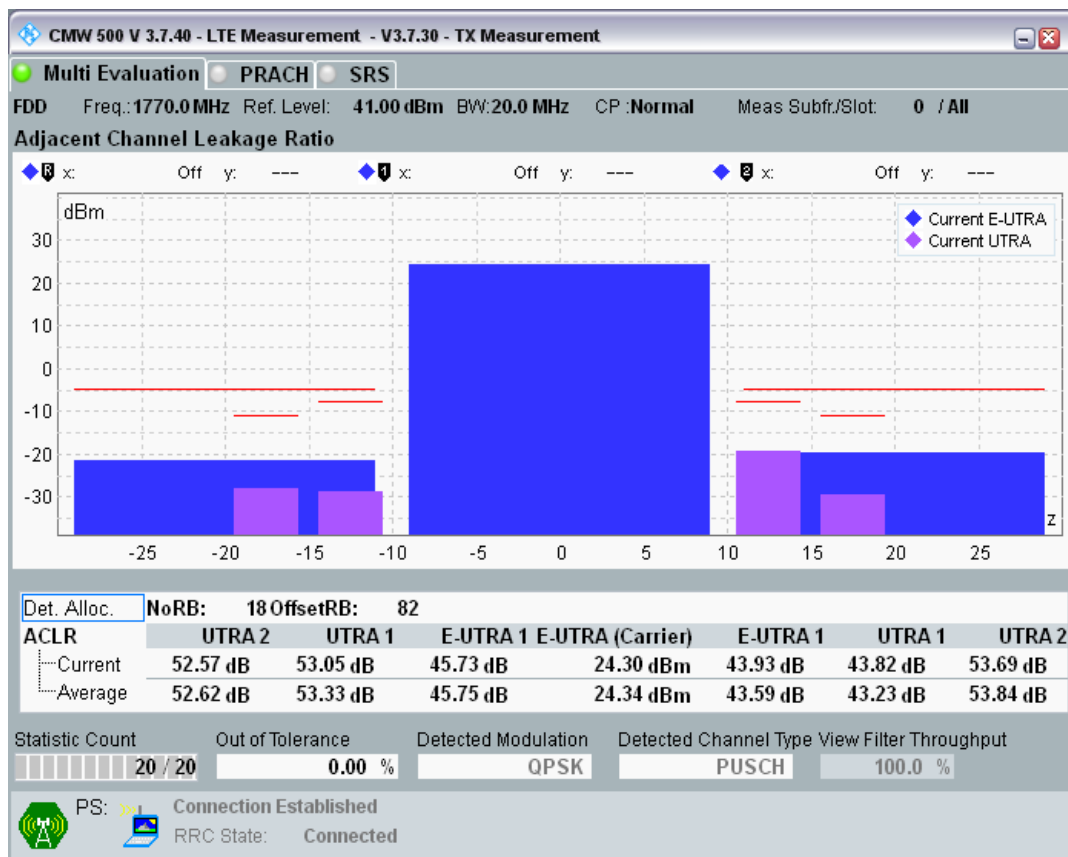 CMW 500 V 3.7.40 - LTE Measurement - V3.7.30 - TX Measurement
Multi Evaluation PRACH SRS
FDD Freq.:1770.0 MHz Ref. Level: 41.00 dBm BW:20.0 MHz CP :Normal Meas Subfr./Slot: 0 / All
Adjacent Channel Leakage Ratio
R x: Off y: --- 1 x: Off y: --- 2 x: Off y: ---
dBm
Current E-UTRA
Current UTRA
30
20
10
0
-10
-20
-30
z
-25 -20 -15 -10 -5 0 5 10 15 20 25
Det. Alloc. NoRB: 18 OffsetRB: 82
ACLR UTRA 2 UTRA 1 E-UTRA 1 E-UTRA (Carrier) E-UTRA 1 UTRA 1 UTRA 2
Current 52.57 dB 53.05 dB 45.73 dB 24.30 dBm 43.93 dB 43.82 dB 53.69 dB
Average 52.62 dB 53.33 dB 45.75 dB 24.34 dBm 43.59 dB 43.23 dB 53.84 dB
Statistic Count Out of Tolerance Detected Modulation Detected Channel Type View Filter Throughput
20 / 20 0.00 % QPSK PUSCH 100.0 %
PS: Connection Established
RRC State: Connected